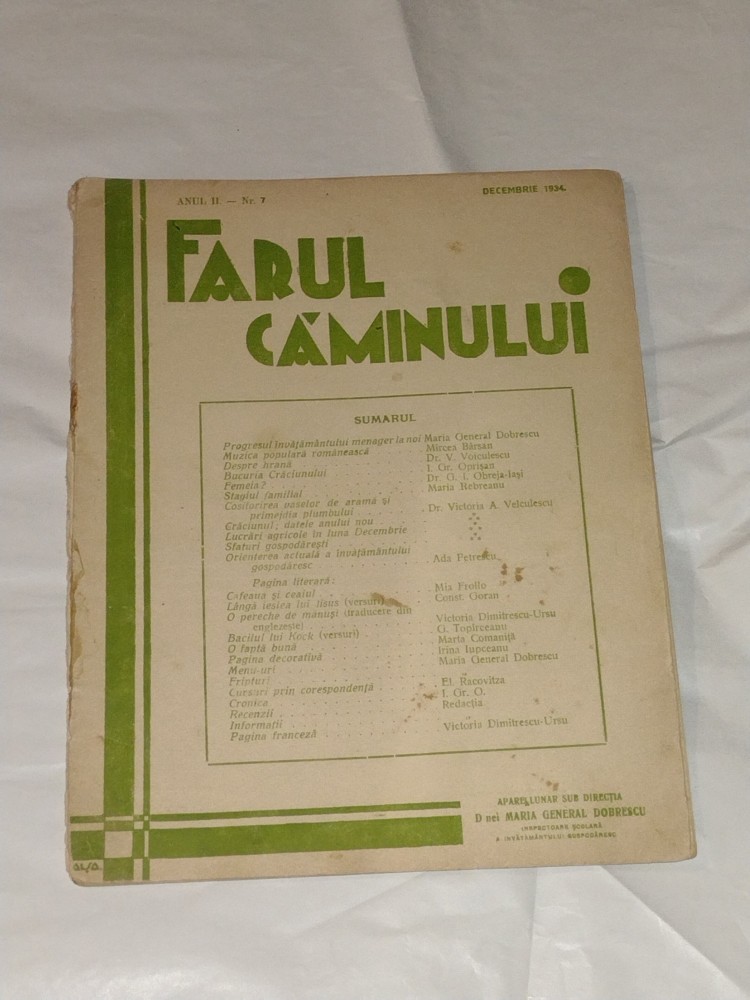 ANUL II — Nr. 7
DECEMBRIE 1934.
FARUL
CĂMINULUI
SUMARUL
Progresul învățământului menager la noi Maria General Dobrescu
Muzica populară românească . . . Mircea Bârsan
Despre hrană . . . Dr. V. Voiculescu
Bucuria Crăciunului . . . I. Gr. Oprișan
Femeia? . . . Dr. G. I. Obreja-Iași
Stagiul familial . . . Maria Rebreanu
Cositorirea vaselor de aramă și
primejdia plumbului . . . Dr. Victoria A. Velculescu
Crăciunul; datele anului nou . . .
Lucrări agricole în luna Decembrie
Sfaturi gospodărești . . .
Orienterea actuală a învățământului
gospodăresc . . . Ada Petrescu
Pagina literară:
Cafeaua și ceaiul . . . Mia Frollo
Lângă ieslea lui Iisus (versuri) Const. Goran
O pereche de mănuși (traducere din
englezește) . . . Victoria Dimitrescu-Ursu
Bacilul lui Kock (versuri) . . . G. Topîrceanu
O faptă bună . . . Maria Comaniță
Pagina decorativă . . . Irina Iupceanu
Menu-uri . . . Maria General Dobrescu
Fripturi . . .
Cursuri prin corespondență . . . El. Racovitza
Cronica . . . I. Gr. O.
Recenzii . . . Redacția
Informații . . .
Pagina franceză . . . Victoria Dimitrescu-Ursu
APARE LUNAR SUB DIRECȚIA
D nei MARIA GENERAL DOBRESCU
INSPECTOARE ȘCOLARĂ
A INVĂȚĂMÂNTULUI GOSPODĂRESC